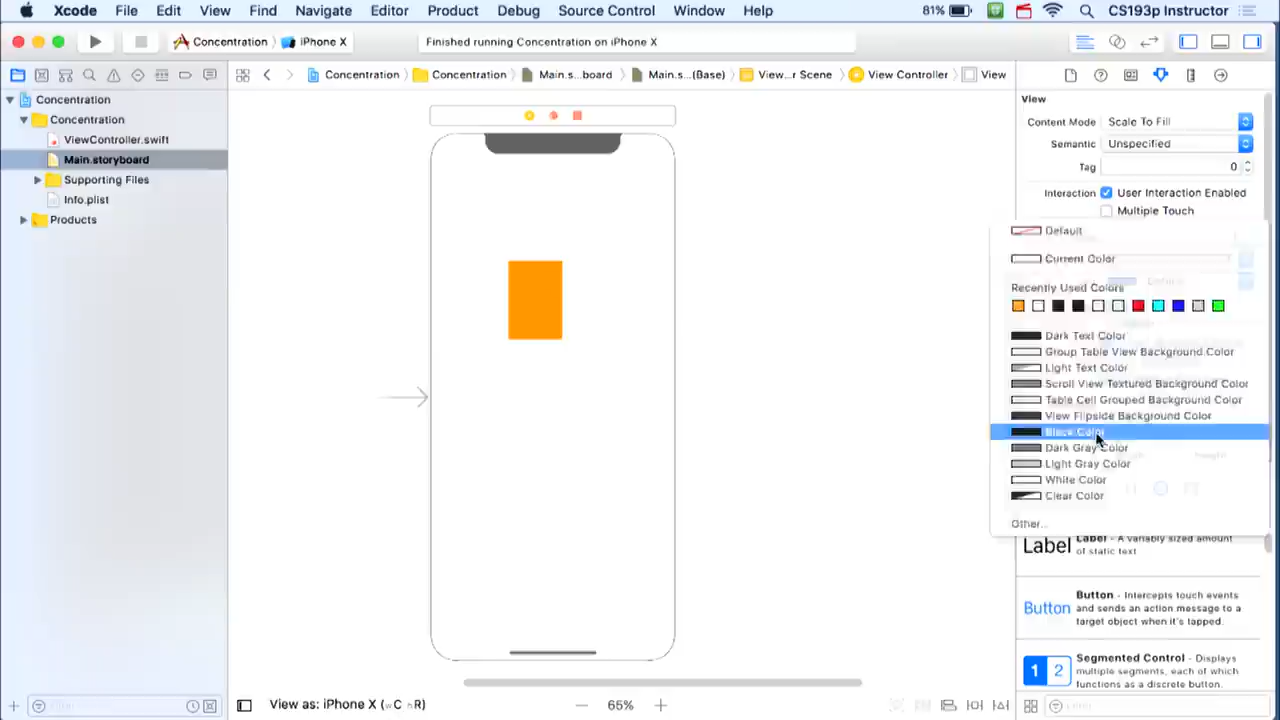 Xcode File Edit View Find Navigate Editor Product Debug Source Control Window Help 81% CS193p Instructor
Concentration iPhone X Finished running Concentration on iPhone X
Concentration Concentration Main.s...board Main.s...(Base) View...r Scene View Controller View
Concentration
Concentration
ViewController.swift
Main.storyboard
Supporting Files
Info.plist
Products
View
Content Mode Scale To Fill
Semantic Unspecified
Tag 0
Interaction User Interaction Enabled
Multiple Touch
Default
Current Color
Recently Used Colors
Dark Text Color
Group Table View Background Color
Light Text Color
Scroll View Textured Background Color
Table Cell Grouped Background Color
View Flipside Background Color
Black Color
Dark Gray Color
Light Gray Color
White Color
Clear Color
Other...
Label Label - A variably sized amount
of static text
Button Button - Intercepts touch events
and sends an action message to a
target object when it's tapped.
1 2 Segmented Control - Displays
multiple segments, each of which
functions as a discrete button.
Filter View as: iPhone X (wC hR) 65% Filter